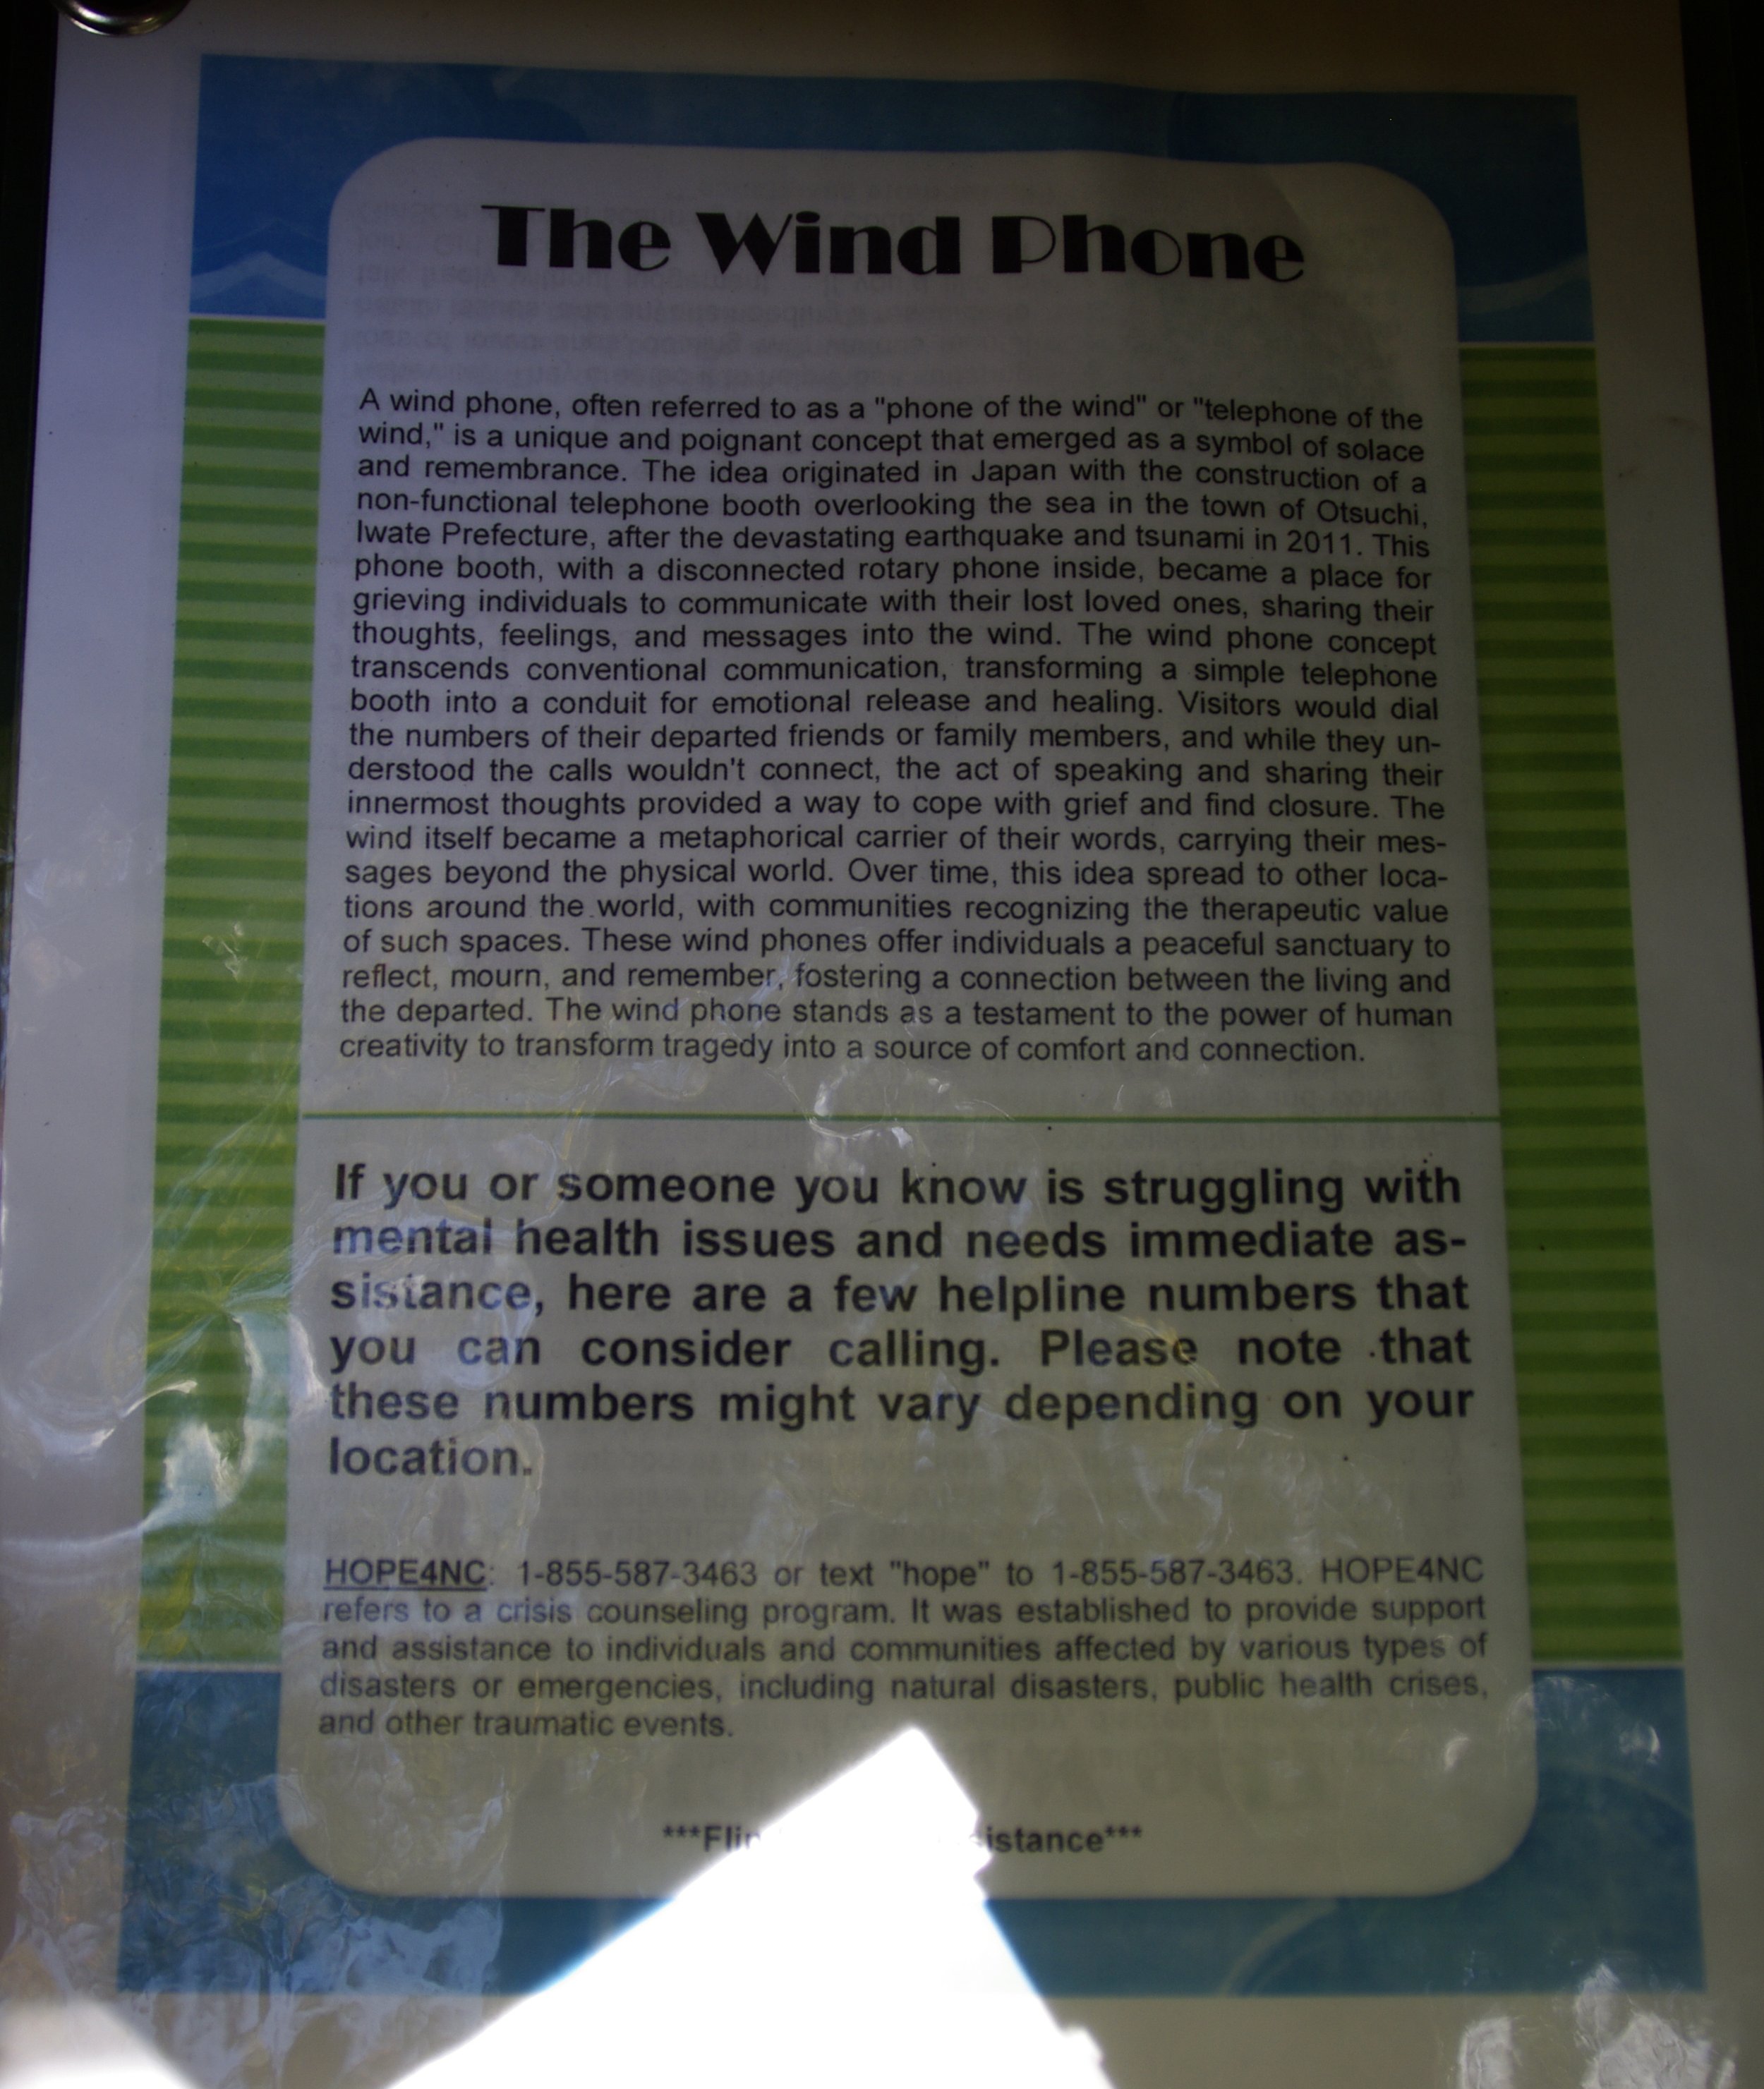 The Wind Phone
A wind phone, often referred to as a "phone of the wind" or "telephone of the
wind," is a unique and poignant concept that emerged as a symbol of solace
and remembrance. The idea originated in Japan with the construction of a
non-functional telephone booth overlooking the sea in the town of Otsuchi,
Iwate Prefecture, after the devastating earthquake and tsunami in 2011. This
phone booth, with a disconnected rotary phone inside, became a place for
grieving individuals to communicate with their lost loved ones, sharing their
thoughts, feelings, and messages into the wind. The wind phone concept
transcends conventional communication, transforming a simple telephone
booth into a conduit for emotional release and healing. Visitors would dial
the numbers of their departed friends or family members, and while they un-
derstood the calls wouldn't connect, the act of speaking and sharing their
innermost thoughts provided a way to cope with grief and find closure. The
wind itself became a metaphorical carrier of their words, carrying their mes-
sages beyond the physical world. Over time, this idea spread to other loca-
tions around the world, with communities recognizing the therapeutic value
of such spaces. These wind phones offer individuals a peaceful sanctuary to
reflect, mourn, and remember, fostering a connection between the living and
the departed. The wind phone stands as a testament to the power of human
creativity to transform tragedy into a source of comfort and connection.
If you or someone you know is struggling with
mental health issues and needs immediate as-
sistance, here are a few helpline numbers that
you can consider calling. Please note that
these numbers might vary depending on your
location.
HOPE4NC: 1-855-587-3463 or text "hope" to 1-855-587-3463. HOPE4NC
refers to a crisis counseling program. It was established to provide support
and assistance to individuals and communities affected by various types of
disasters or emergencies, including natural disasters, public health crises,
and other traumatic events.